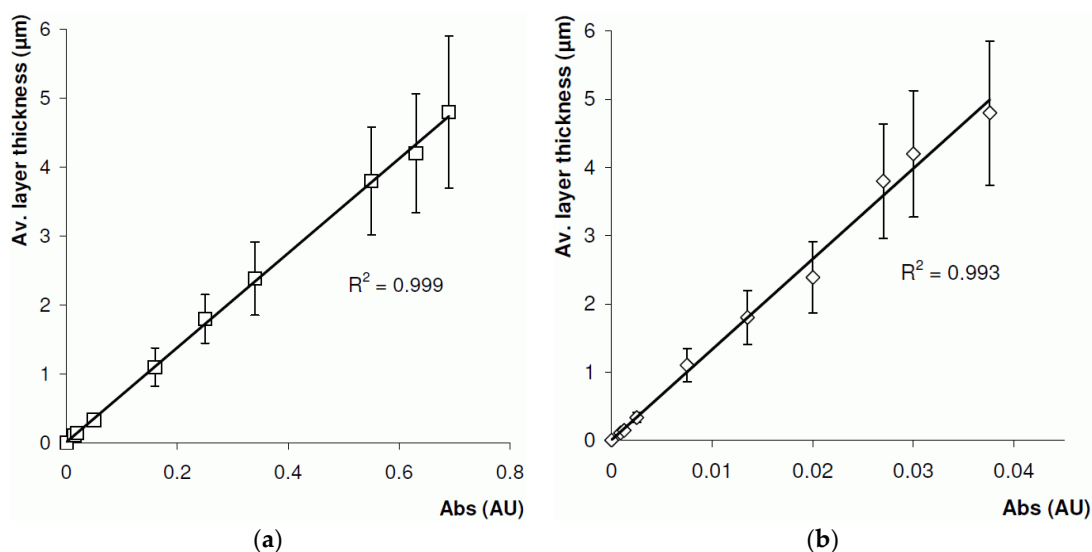 Av. layer thickness (µm)
6
5
4
3
2
1
0
R² = 0.999
0 0.2 0.4 0.6 0.8
Abs (AU)
(a)
Av. layer thickness (µm)
6
5
4
3
2
1
0
R² = 0.993
0 0.01 0.02 0.03 0.04
Abs (AU)
(b)